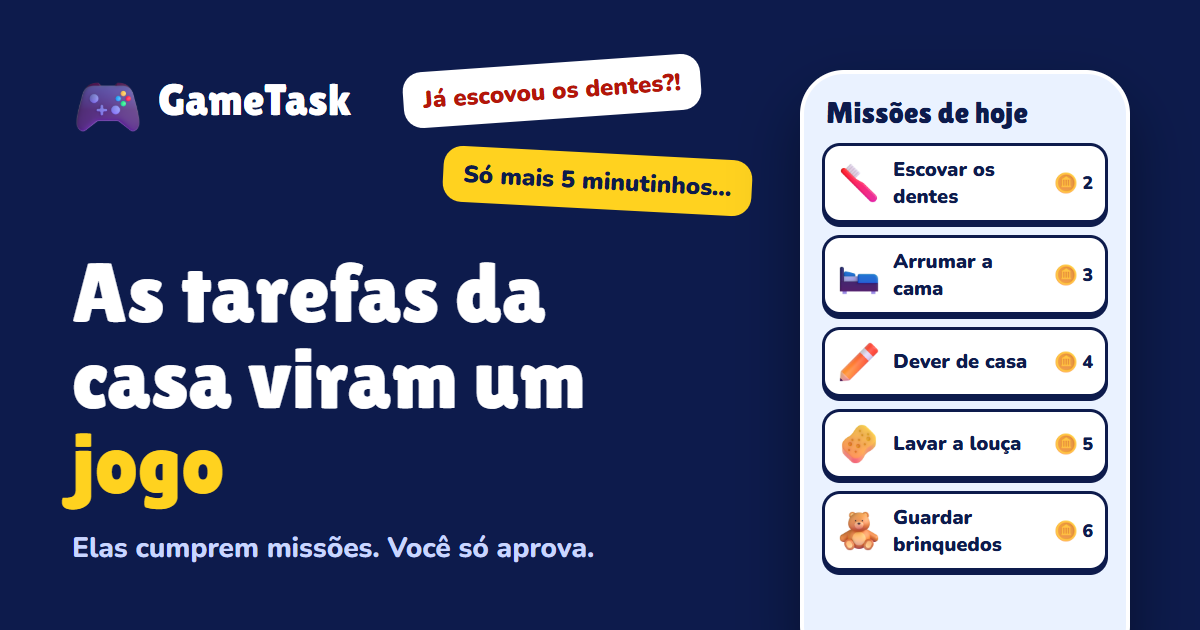 GameTask
Já escovou os dentes?!
Só mais 5 minutinhos...
As tarefas da
casa viram um
jogo
Elas cumprem missões. Você só aprova.
Missões de hoje
Escovar os
dentes
2
Arrumar a
cama
3
Dever de casa
4
Lavar a louça
5
Guardar
brinquedos
6